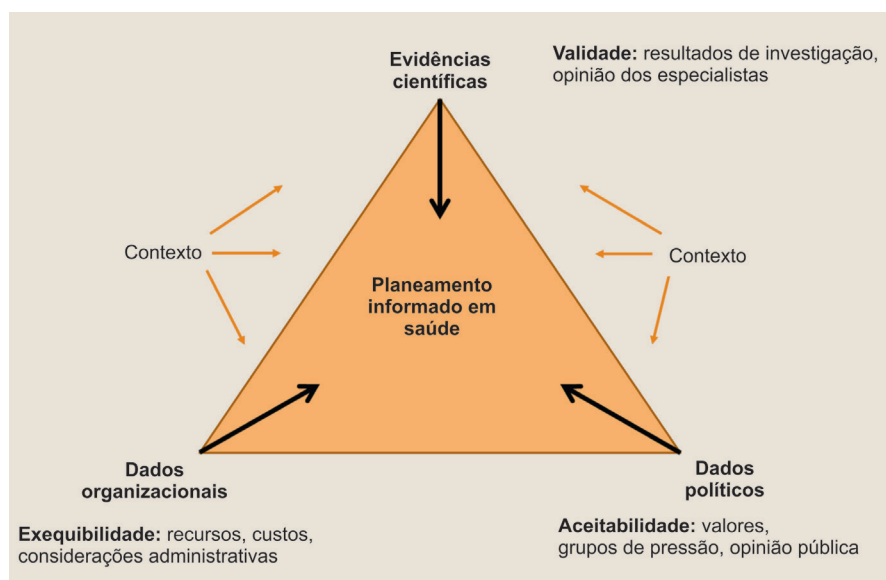 Evidências
científicas
Validade: resultados de investigação,
opinião dos especialistas
Contexto
Contexto
Planeamento
informado em
saúde
Dados
organizacionais
Exequibilidade: recursos, custos,
considerações administrativas
Dados
políticos
Aceitabilidade: valores,
grupos de pressão, opinião pública